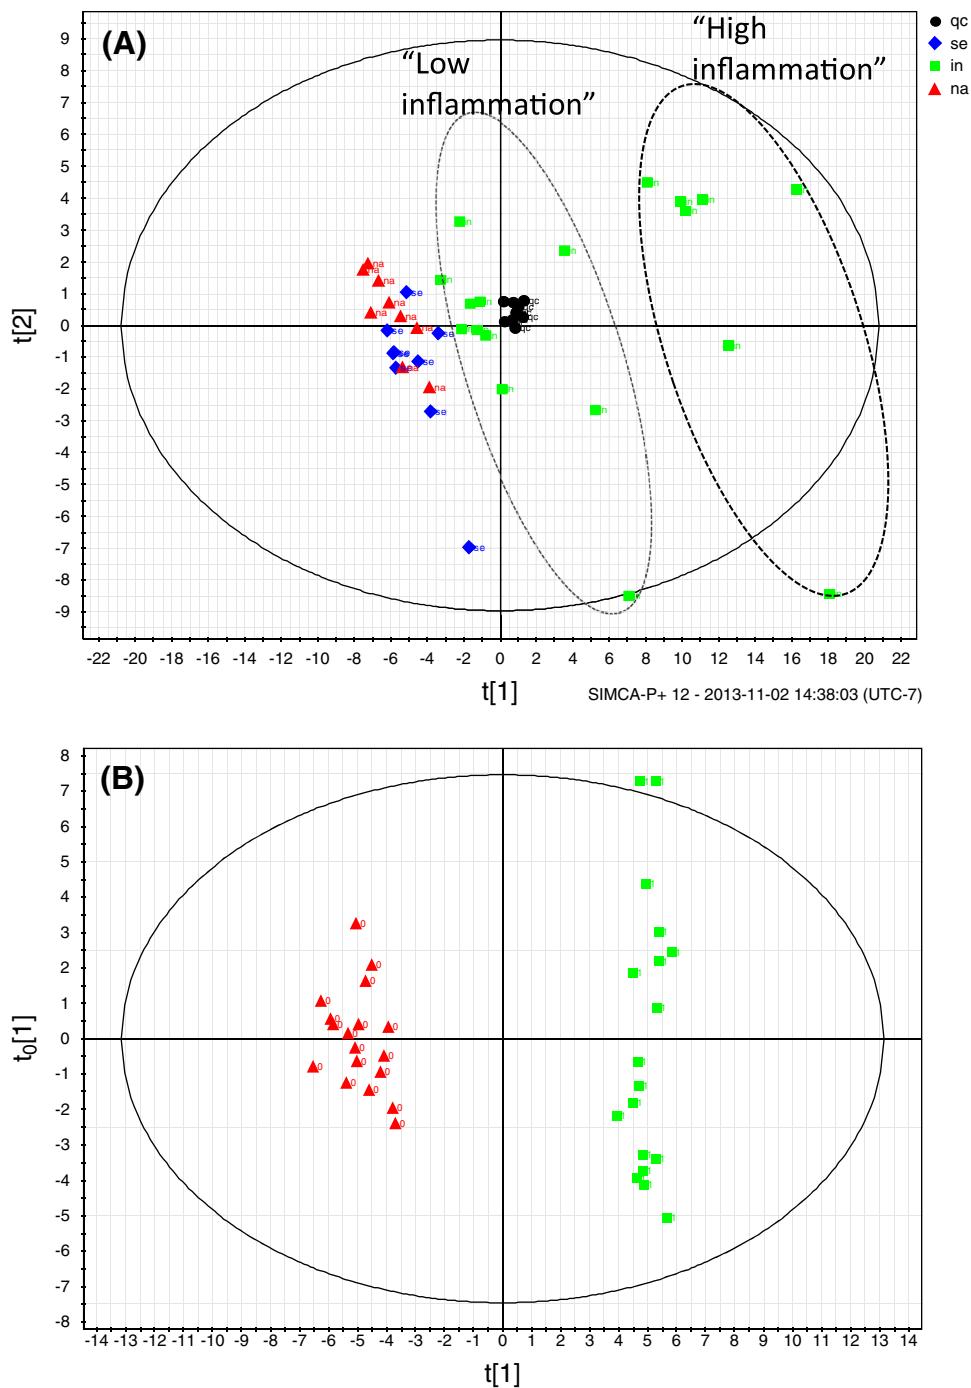 (A)
“Low
inflammation”
“High
inflammation”
qc
se
in
na
9
8
7
6
5
4
3
2
1
0
-1
-2
-3
-4
-5
-6
-7
-8
-9
t[2]
-22 -20 -18 -16 -14 -12 -10 -8 -6 -4 -2 0 2 4 6 8 10 12 14 16 18 20 22
t[1]
SIMCA-P+ 12 - 2013-11-02 14:38:03 (UTC-7)
(B)
8
7
6
5
4
3
2
1
0
-1
-2
-3
-4
-5
-6
-7
-8
t0[1]
-14 -13 -12 -11 -10 -9 -8 -7 -6 -5 -4 -3 -2 -1 0 1 2 3 4 5 6 7 8 9 10 11 12 13 14
t[1]